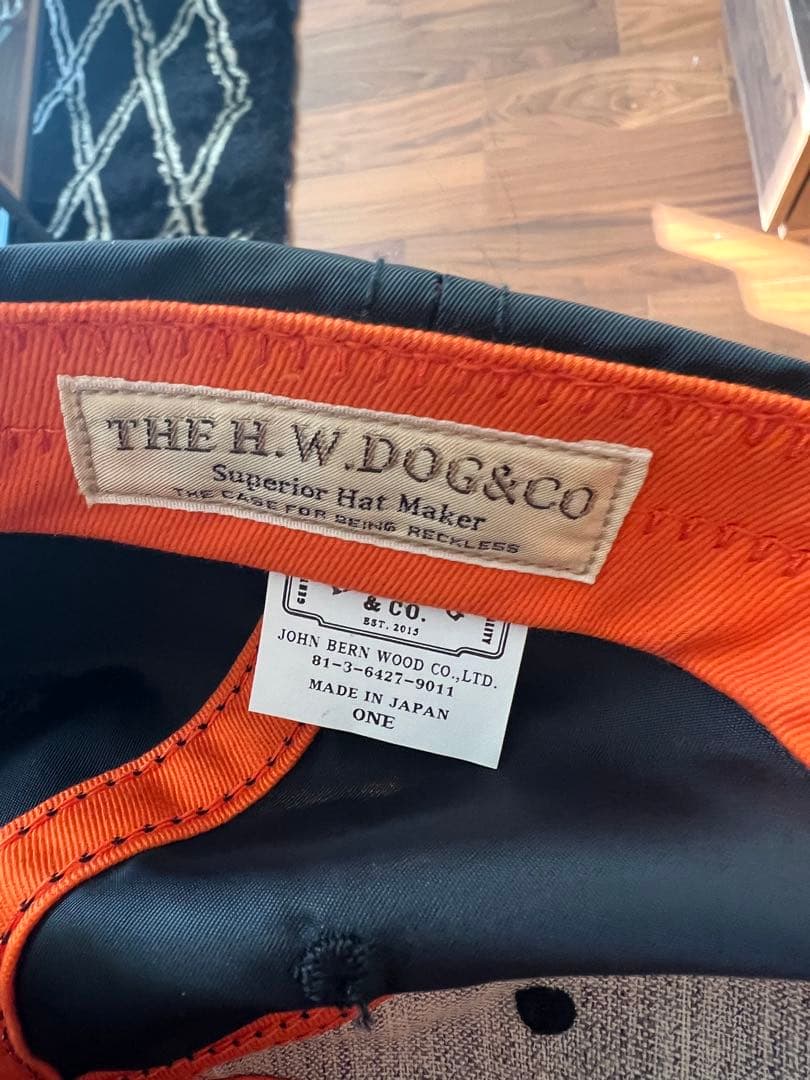 THE H.W.DOG&CO
Superior Hat Maker
THE CASE FOR BEING RECKLESS
& CO.
EST. 2015
JOHN BERN WOOD CO.,LTD.
81-3-6427-9011
MADE IN JAPAN
ONE